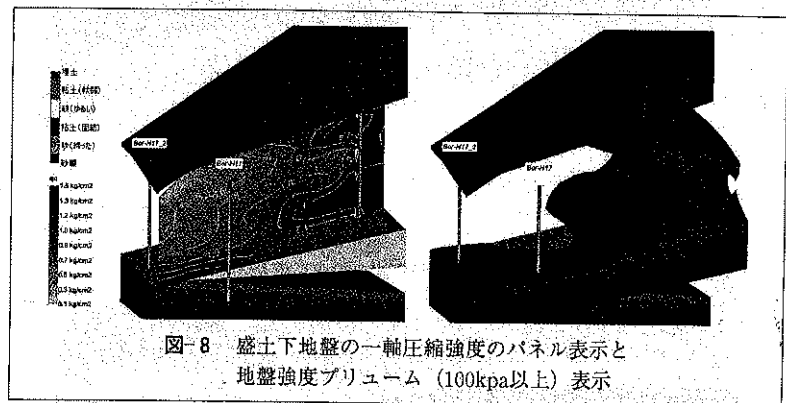 埋土
粘土(軟弱)
砂(ゆるい)
粘土(固結)
砂(締った)
砂礫
qu
1.5 kg/cm2
1.3 kg/cm2
1.2 kg/cm2
1.0 kg/cm2
0.8 kg/cm2
0.7 kg/cm2
0.5 kg/cm2
0.3 kg/cm2
0.1 kg/cm2
Bor-H17_2
Bor-H17
Bor-H17_2
Bor-H17
図-8 盛土下地盤の一軸圧縮強度のパネル表示と
地盤強度プリューム (100kpa以上) 表示